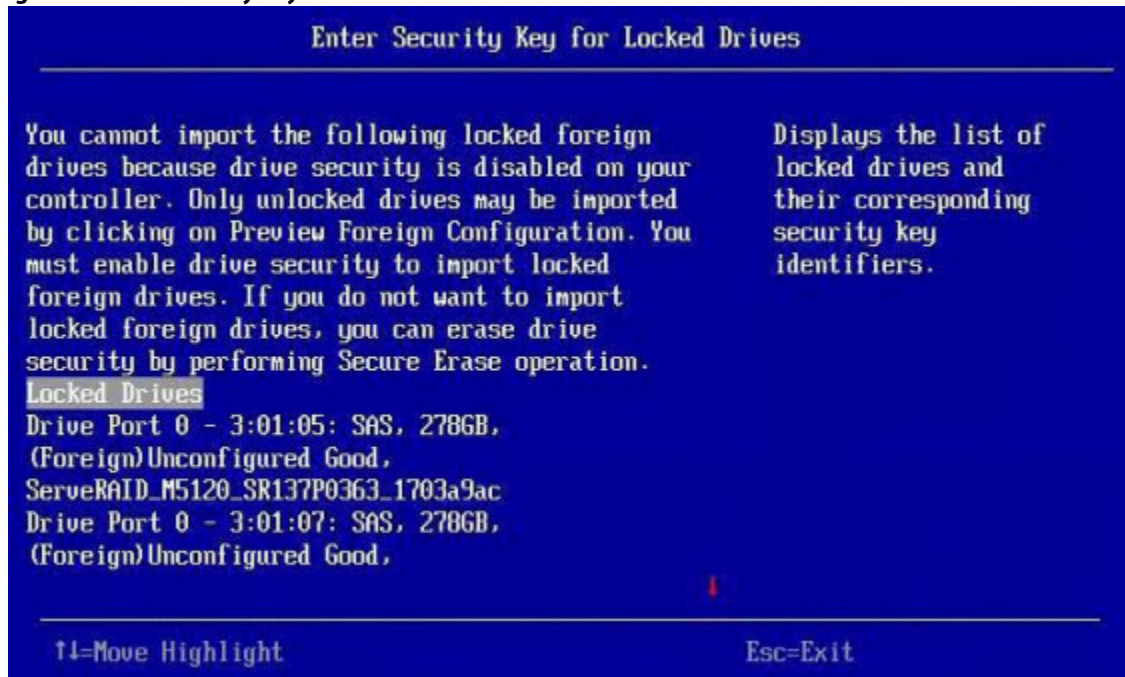 Enter Security Key for Locked Drives
You cannot import the following locked foreign
drives because drive security is disabled on your
controller. Only unlocked drives may be imported
by clicking on Preview Foreign Configuration. You
must enable drive security to import locked
foreign drives. If you do not want to import
locked foreign drives, you can erase drive
security by performing Secure Erase operation.
Locked Drives
Drive Port 0 - 3:01:05: SAS, 278GB,
(Foreign)Unconfigured Good,
ServeRAID_M5120_SR137P0363_1703a9ac
Drive Port 0 - 3:01:07: SAS, 278GB,
(Foreign)Unconfigured Good,
Displays the list of
locked drives and
their corresponding
security key
identifiers.
↓
↑↓=Move Highlight
Esc=Exit